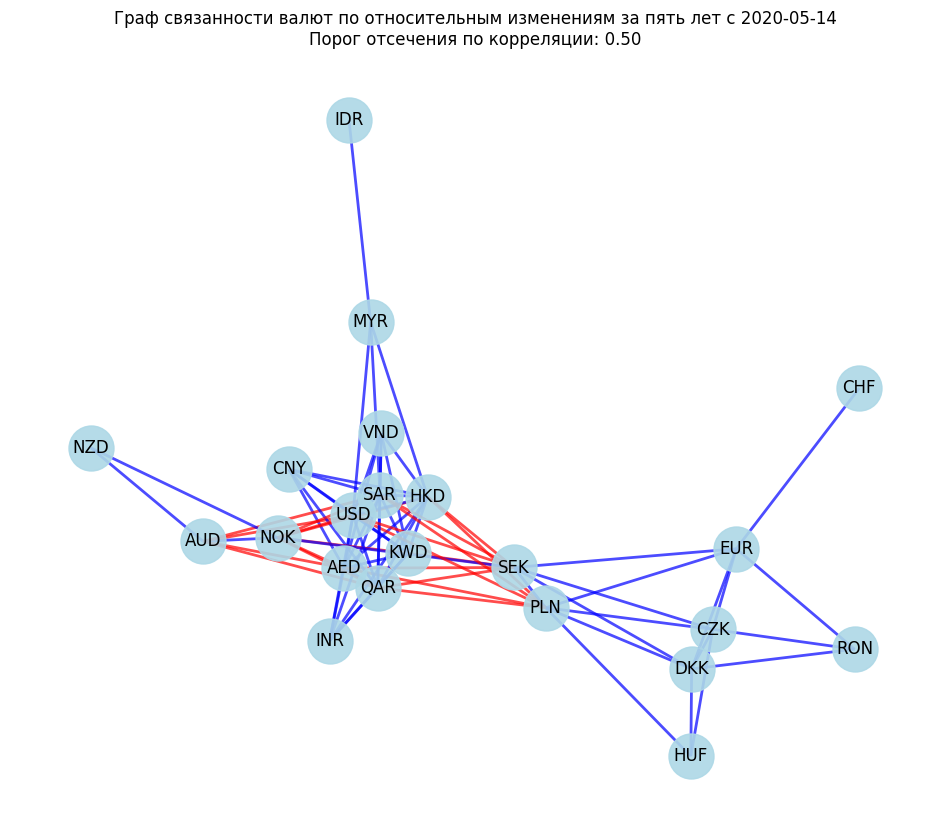 Граф связанности валют по относительным изменениям за пять лет с 2020-05-14
Порог отсечения по корреляции: 0.50
IDR
MYR
CHF
VND
NZD
CNY
SAR
HKD
USD
NOK
AUD
KWD
EUR
AED
SEK
QAR
PLN
CZK
INR
RON
DKK
HUF